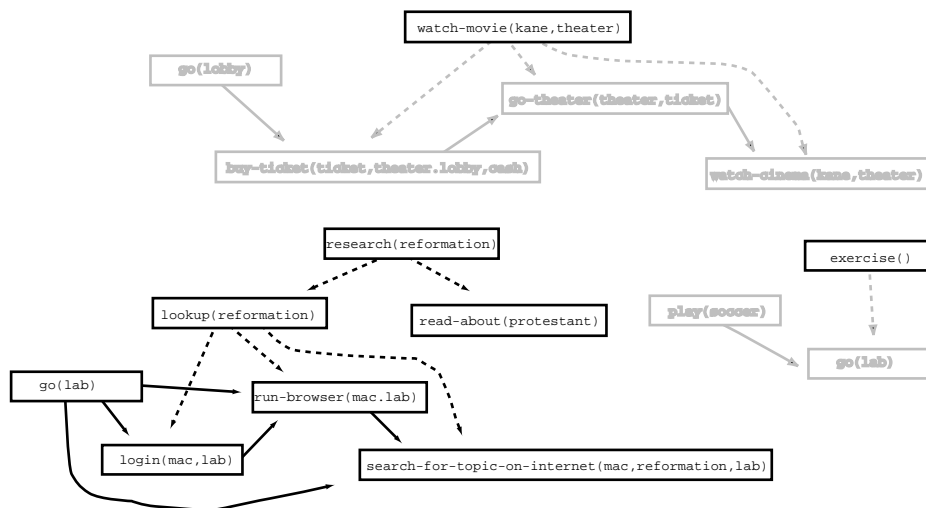 watch-movie(kane,theater)
go(lobby)
go-theater(theater,ticket)
buy-ticket(ticket,theater.lobby,cash)
watch-cinema(kane,theater)
research(reformation)
exercise()
lookup(reformation)
read-about(protestant)
play(soccer)
go(lab)
go(lab)
run-browser(mac.lab)
login(mac,lab)
search-for-topic-on-internet(mac,reformation,lab)